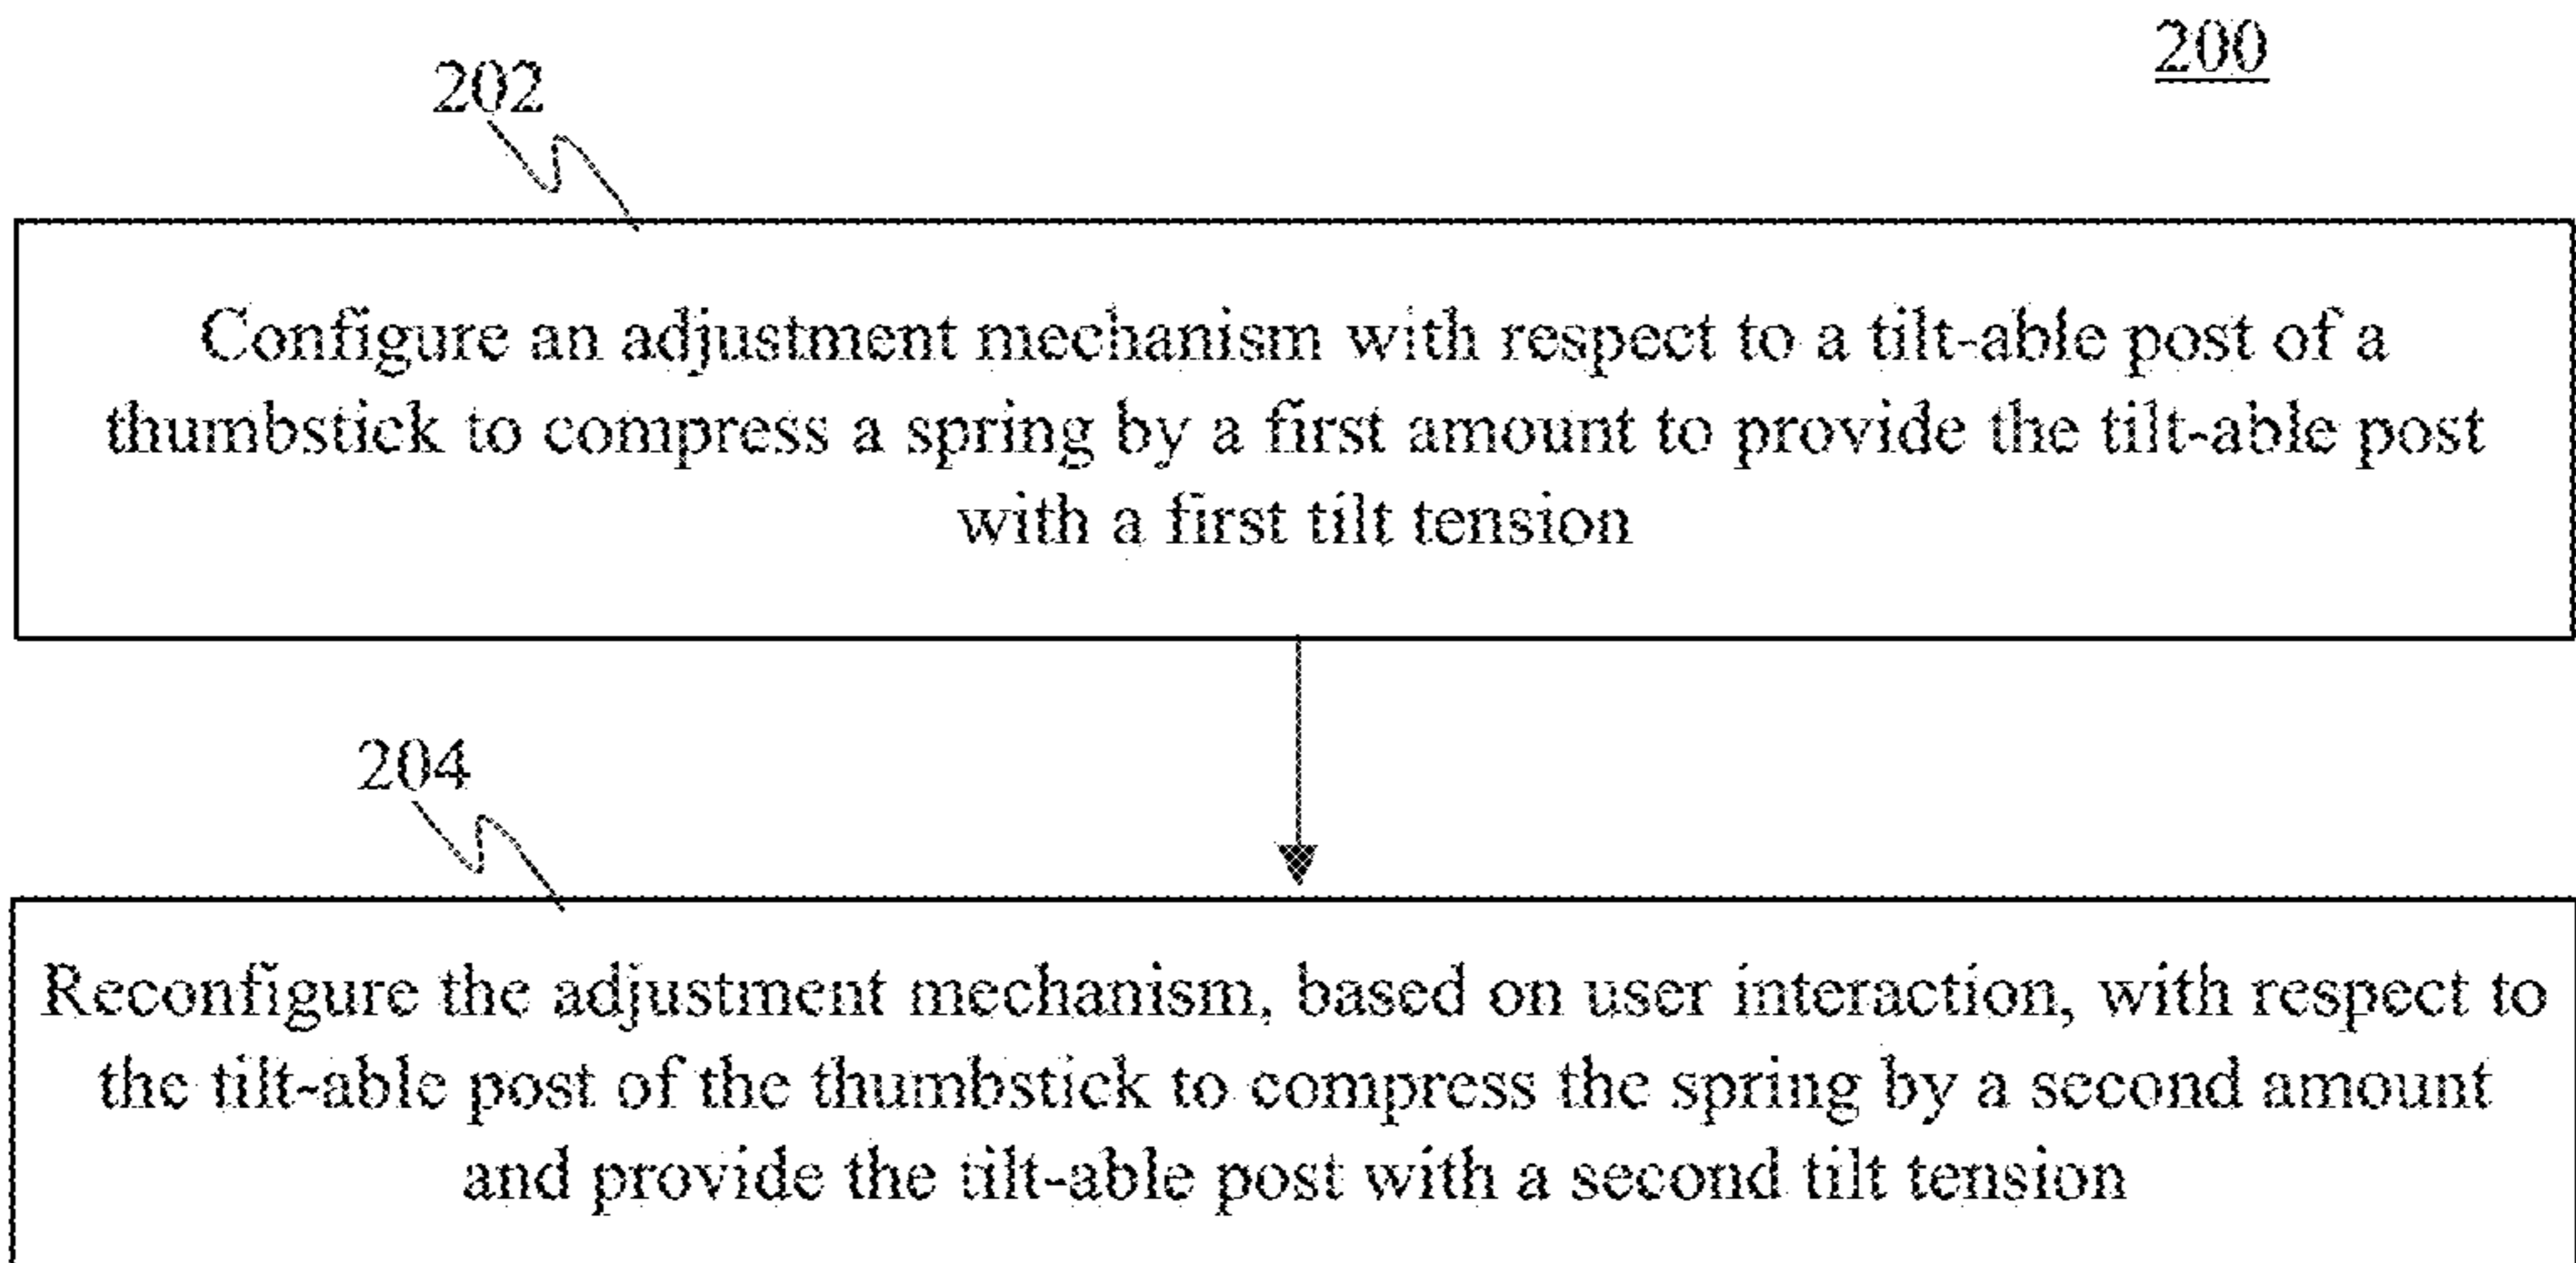 200
202
Configure an adjustment mechanism with respect to a tilt-able post of a
thumbstick to compress a spring by a first amount to provide the tilt-able post
with a first tilt tension
204
Reconfigure the adjustment mechanism, based on user interaction, with respect to
the tilt-able post of the thumbstick to compress the spring by a second amount
and provide the tilt-able post with a second tilt tension